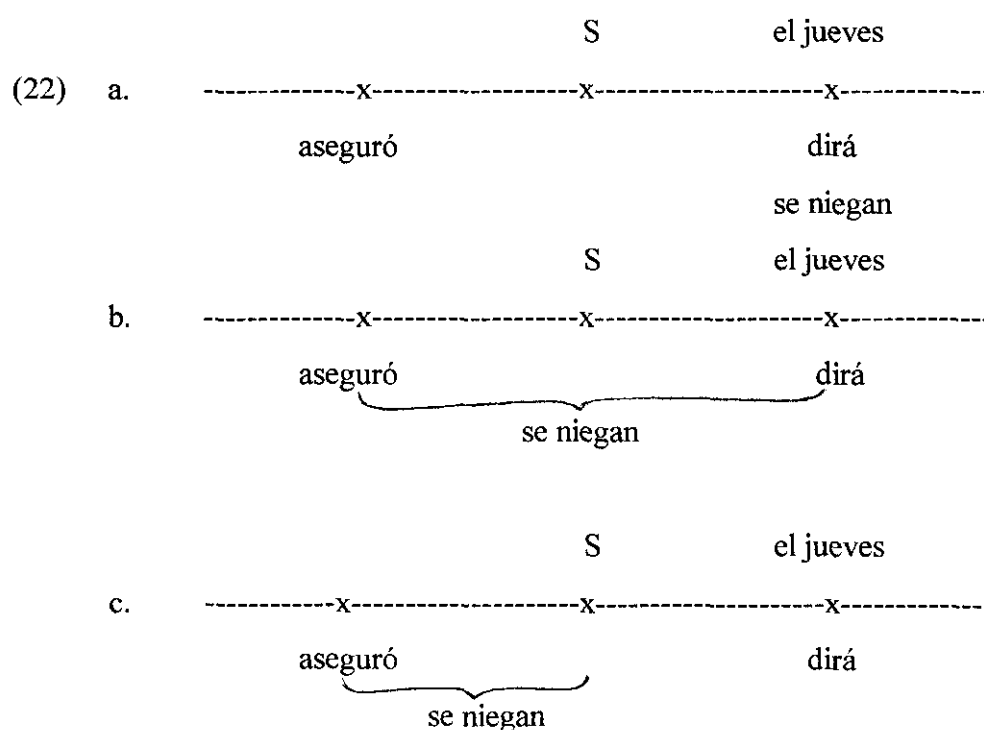 S el jueves
(22) a. ------------x-----------------x-------------------x------------
aseguró dirá
se niegan
S el jueves
b. ------------x-----------------x-------------------x------------
aseguró dirá
se niegan
S el jueves
c. -----------x-------------------x-------------------x------------
aseguró dirá
se niegan